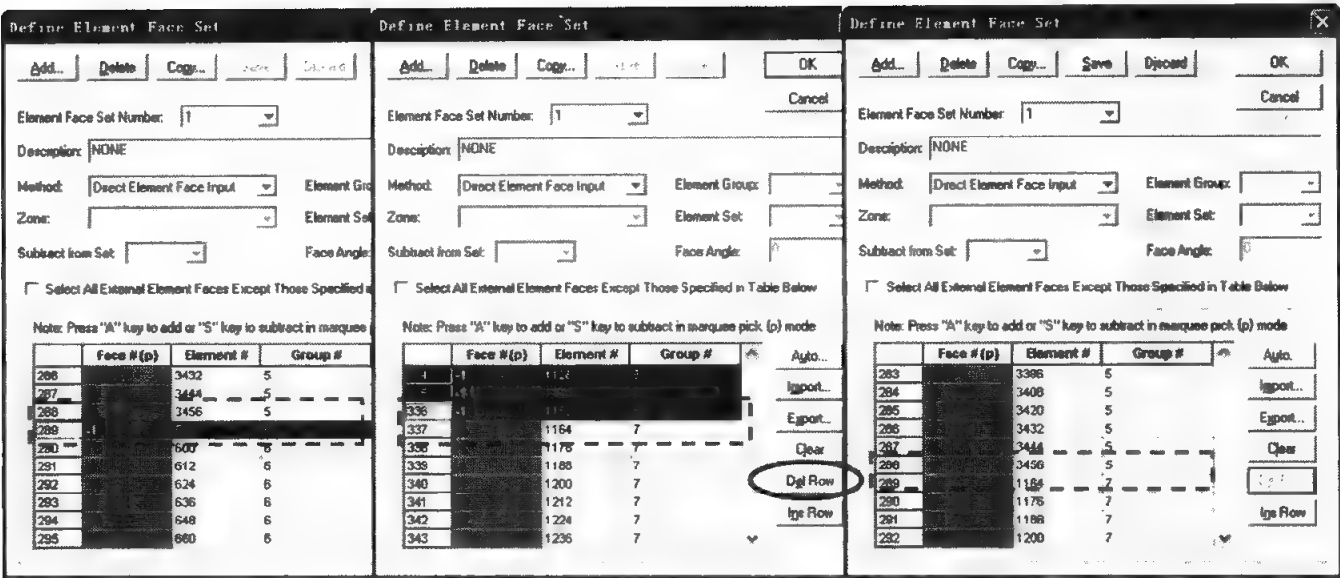 Define Element Face Set
Add... Delete Copy...
Element Face Set Number: 1
Description: NONE
Method: Direct Element Face Input Element Gro
Zone: Element Set
Subtract from Set: Face Angle:
Select All External Element Faces Except Those Specified
Note: Press "A" key to add or "S" key to subtract in marquee
Face #(p) Element # Group #
286 3432 5
287 3444 5
288 3456 5
289 -1
290 600 6
291 612 6
292 624 6
293 636 6
294 648 6
295 660 6
Define Element Face Set
Add... Delete Copy... OK
Cancel
Element Face Set Number: 1
Description: NONE
Method: Direct Element Face Input Element Group:
Zone: Element Set:
Subtract from Set: Face Angle: 0
Select All External Element Faces Except Those Specified in Table Below
Note: Press "A" key to add or "S" key to subtract in marquee pick (p) mode
Face #(p) Element # Group #
336
337 1164 7
338 1176 7
339 1188 7
340 1200 7
341 1212 7
342 1224 7
343 1236 7
Auto...
Import...
Export...
Clear
Del Row
Ins Row
Define Element Face Set
Add... Delete Copy... Save Discard OK
Cancel
Element Face Set Number: 1
Description: NONE
Method: Direct Element Face Input Element Group:
Zone: Element Set:
Subtract from Set: Face Angle: 0
Select All External Element Faces Except Those Specified in Table Below
Note: Press "A" key to add or "S" key to subtract in marquee pick (p) mode
Face #(p) Element # Group #
283 3396 5
284 3408 5
285 3420 5
286 3432 5
287 3444 5
288 3456 5
289 1164 7
290 1176 7
291 1188 7
292 1200 7
Auto.
Import...
Export...
Clear
Ins Row